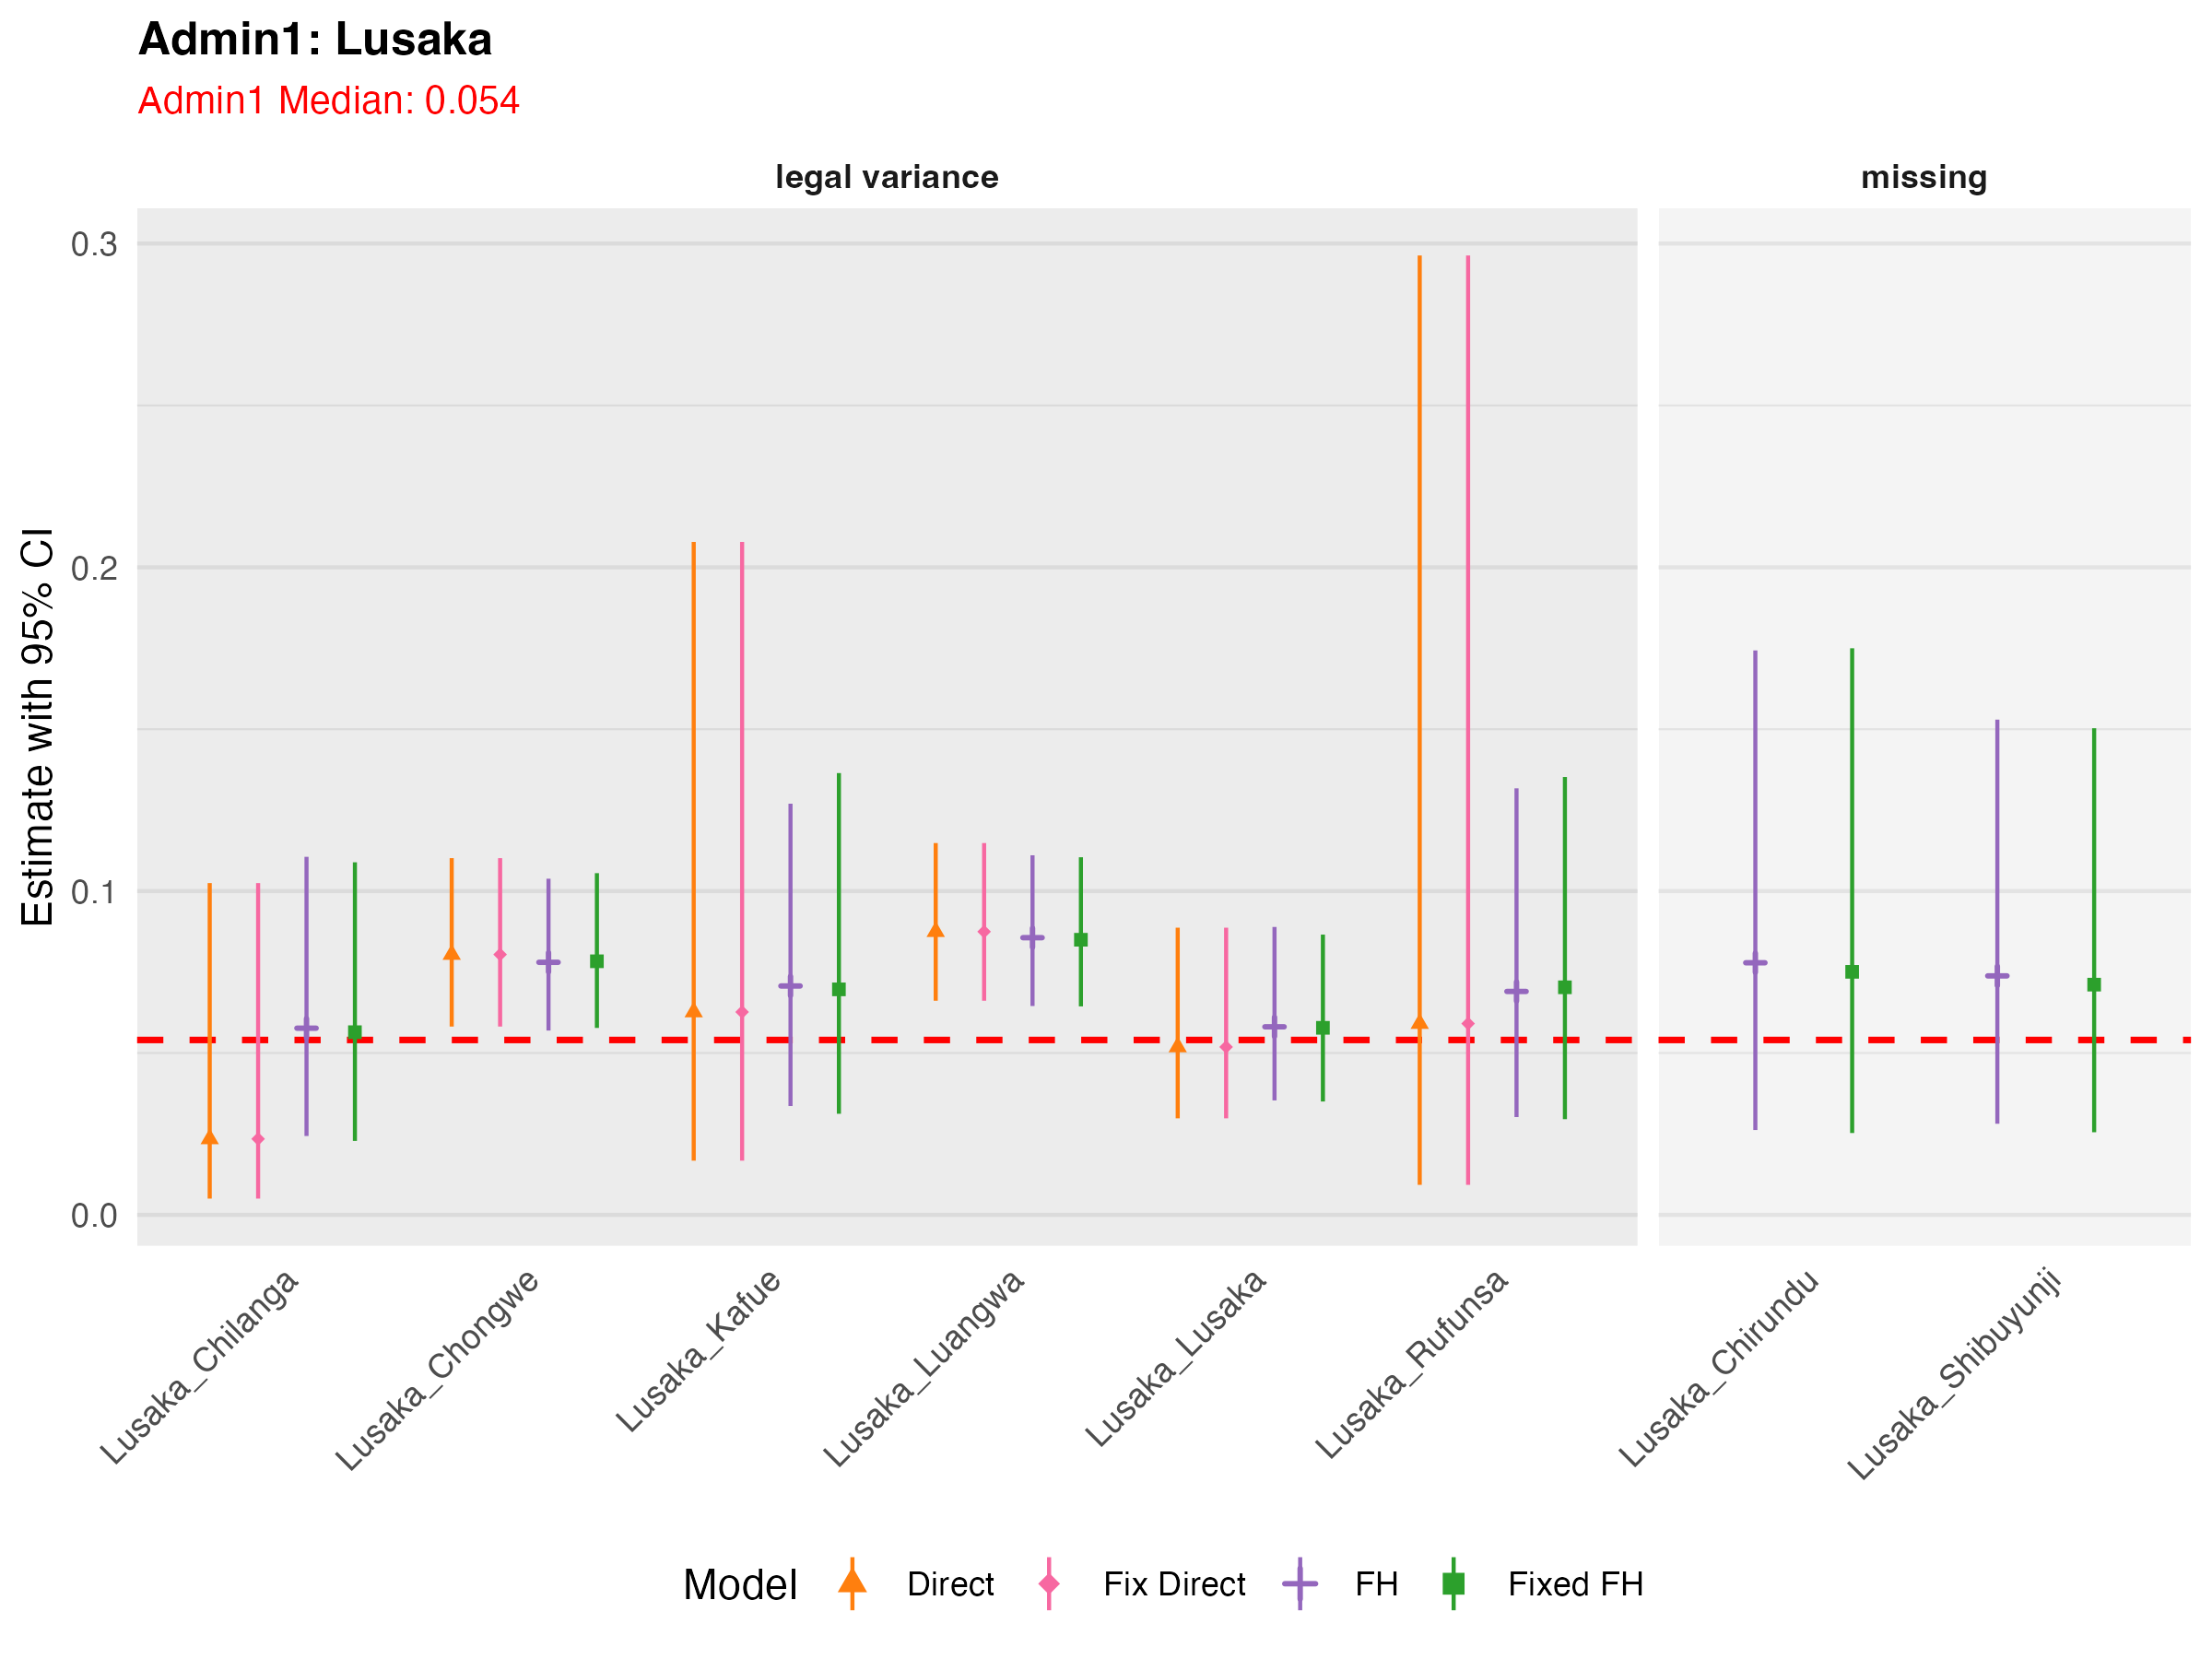 Admin1: Lusaka
Admin1 Median: 0.054
legal variance
missing
Estimate with 95% CI
0.3
0.2
0.1
0.0
Lusaka_Chilanga
Lusaka_Chongwe
Lusaka_Kafue
Lusaka_Luangwa
Lusaka_Lusaka
Lusaka_Rufunsa
Lusaka_Chirundu
Lusaka_Shibuyunji
Model Direct Fix Direct FH Fixed FH